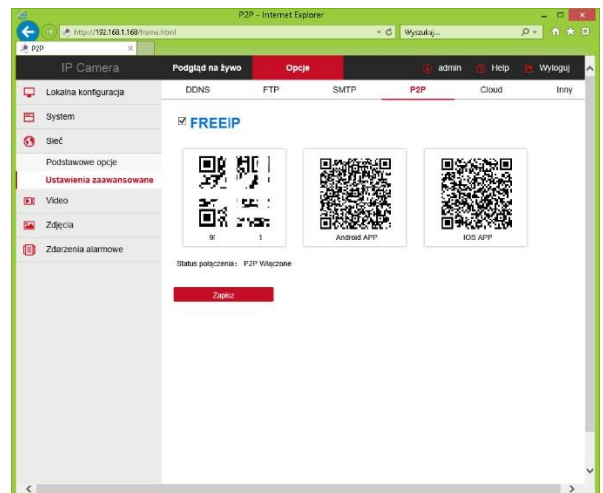 P2P - Internet Explorer
http://192.168.1.168/frame.html
Wyszukaj...
P2P
IP Camera
Podgląd na żywo
Opcje
admin
Help
Wyloguj
Lokalna konfiguracja
System
Sieć
Podstawowe opcje
Ustawienia zaawansowane
Video
Zdjęcia
Zdarzenia alarmowe
DDNS
FTP
SMTP
P2P
Cloud
Inny
FREEIP
Android APP
IOS APP
Status połączenia: P2P Włączone
Zapisz